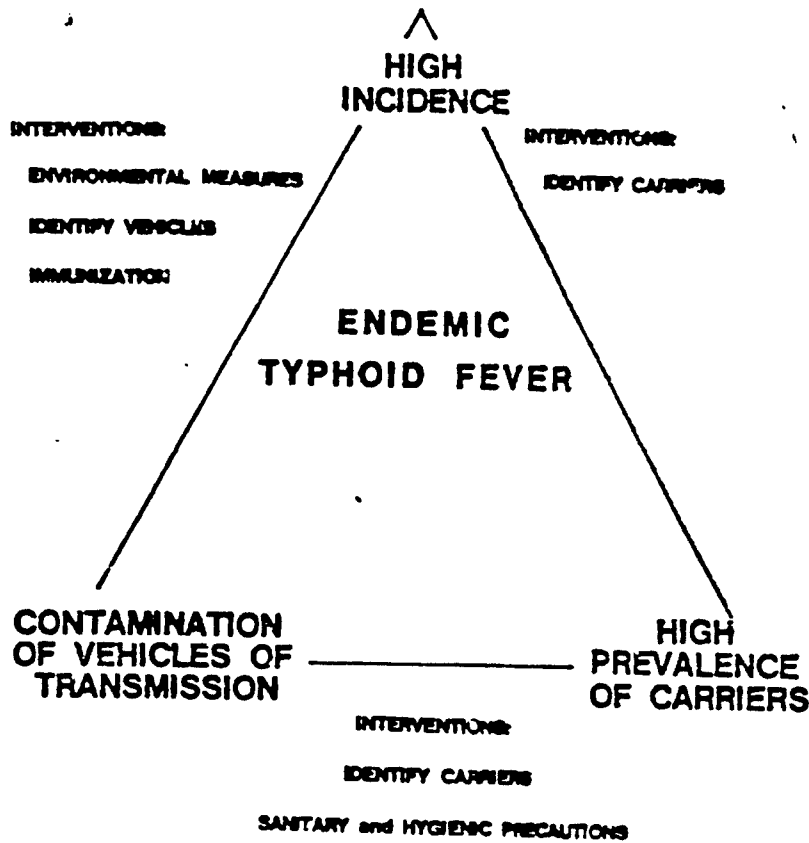 HIGH
INCIDENCE
INTERVENTIONS:
ENVIRONMENTAL MEASURES
IDENTIFY VEHICLES
IMMUNIZATION
INTERVENTIONS:
IDENTIFY CARRIERS
ENDEMIC
TYPHOID FEVER
CONTAMINATION
OF VEHICLES OF
TRANSMISSION
HIGH
PREVALENCE
OF CARRIERS
INTERVENTIONS:
IDENTIFY CARRIERS
SANITARY and HYGIENIC PRECAUTIONS